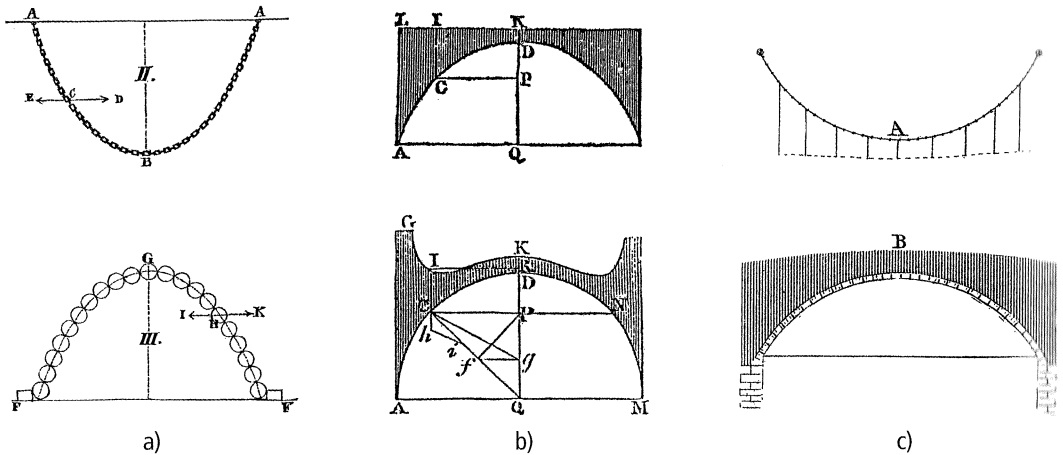 A A
II.
E C D
B
G
I H K
III.
F F
a)
L I K
D
C P
A Q
G
K
I R
D
C P N
h
i
f g
A Q M
b)
A
B
c)